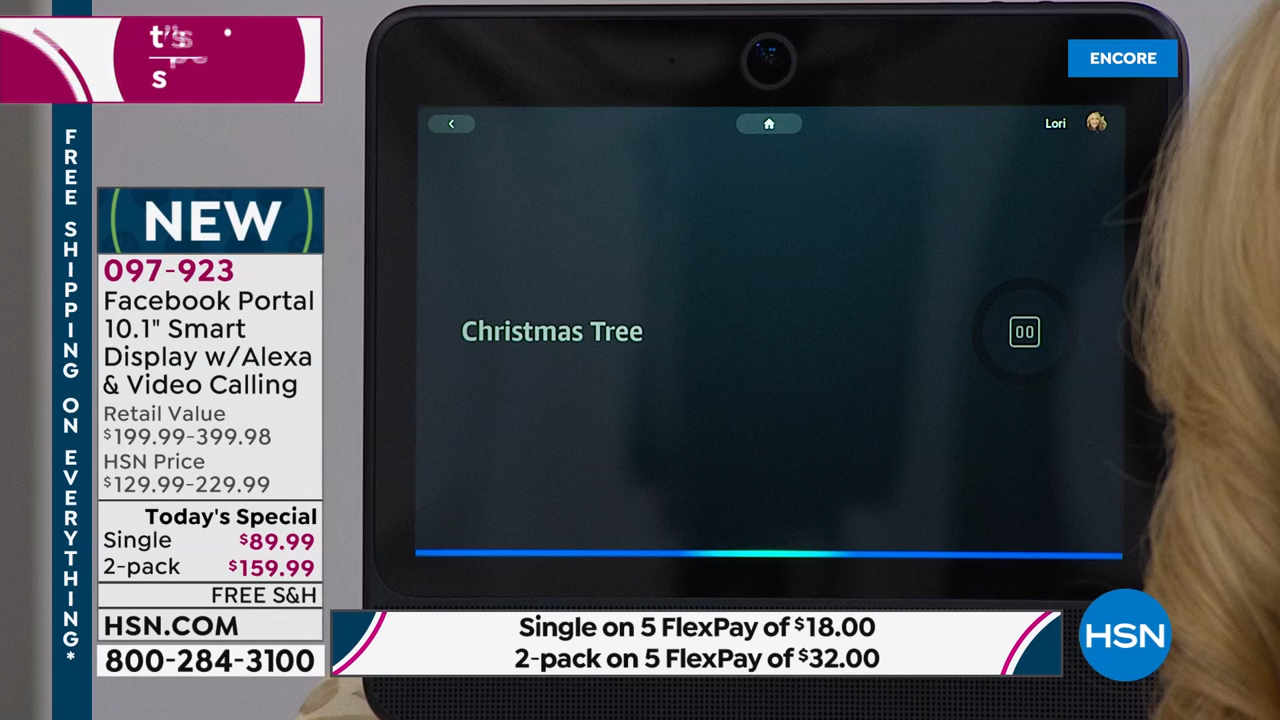 t's
s
ENCORE
Lori
FREE SHIPPING ON EVERYTHING*
NEW
097-923
Facebook Portal
10.1" Smart
Display w/Alexa
& Video Calling
Retail Value
$199.99-399.98
HSN Price
$129.99-229.99
Today's Special
Single $89.99
2-pack $159.99
FREE S&H
HSN.COM
800-284-3100
Christmas Tree
Single on 5 FlexPay of $18.00
2-pack on 5 FlexPay of $32.00
HSN